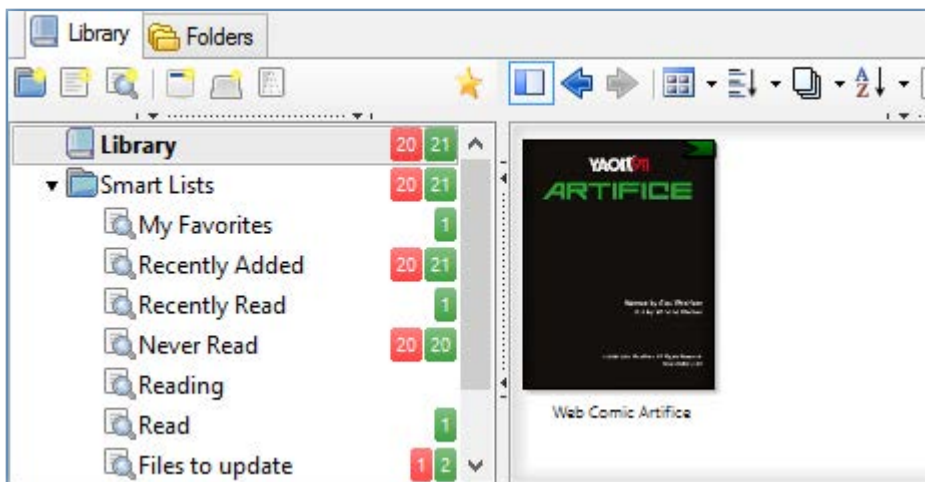 Library Folders
Library 20 21
Smart Lists 20 21
My Favorites 1
Recently Added 20 21
Recently Read 1
Never Read 20 20
Reading
Read 1
Files to update 1 2
ARTIFICE
Web Comic Artifice